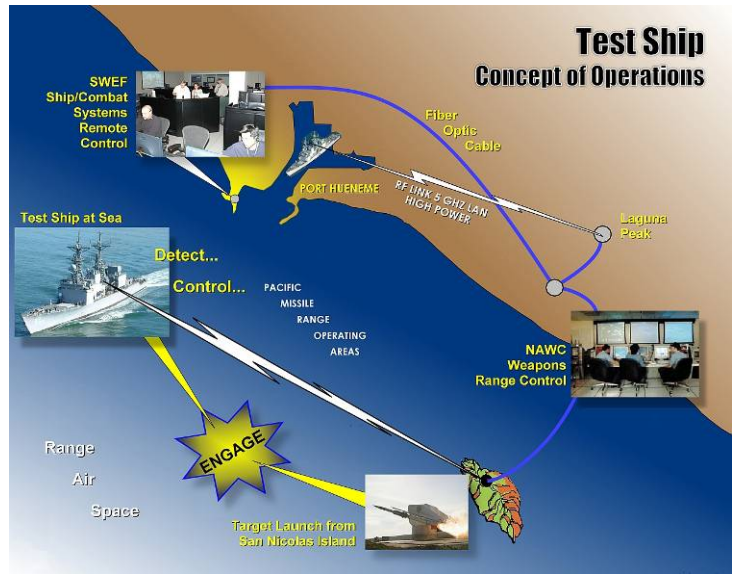 Test Ship
Concept of Operations
SWEF
Ship/Combat
Systems
Remote
Control
Fiber
Optic
Cable
PORT HUENEME
RF LINK 5 GHZ LAN
HIGH POWER
Laguna
Peak
Test Ship at Sea
Detect...
Control...
PACIFIC
MISSILE
RANGE
OPERATING
AREAS
NAWC
Weapons
Range Control
ENGAGE
Range
Air
Space
Target Launch from
San Nicolas Island